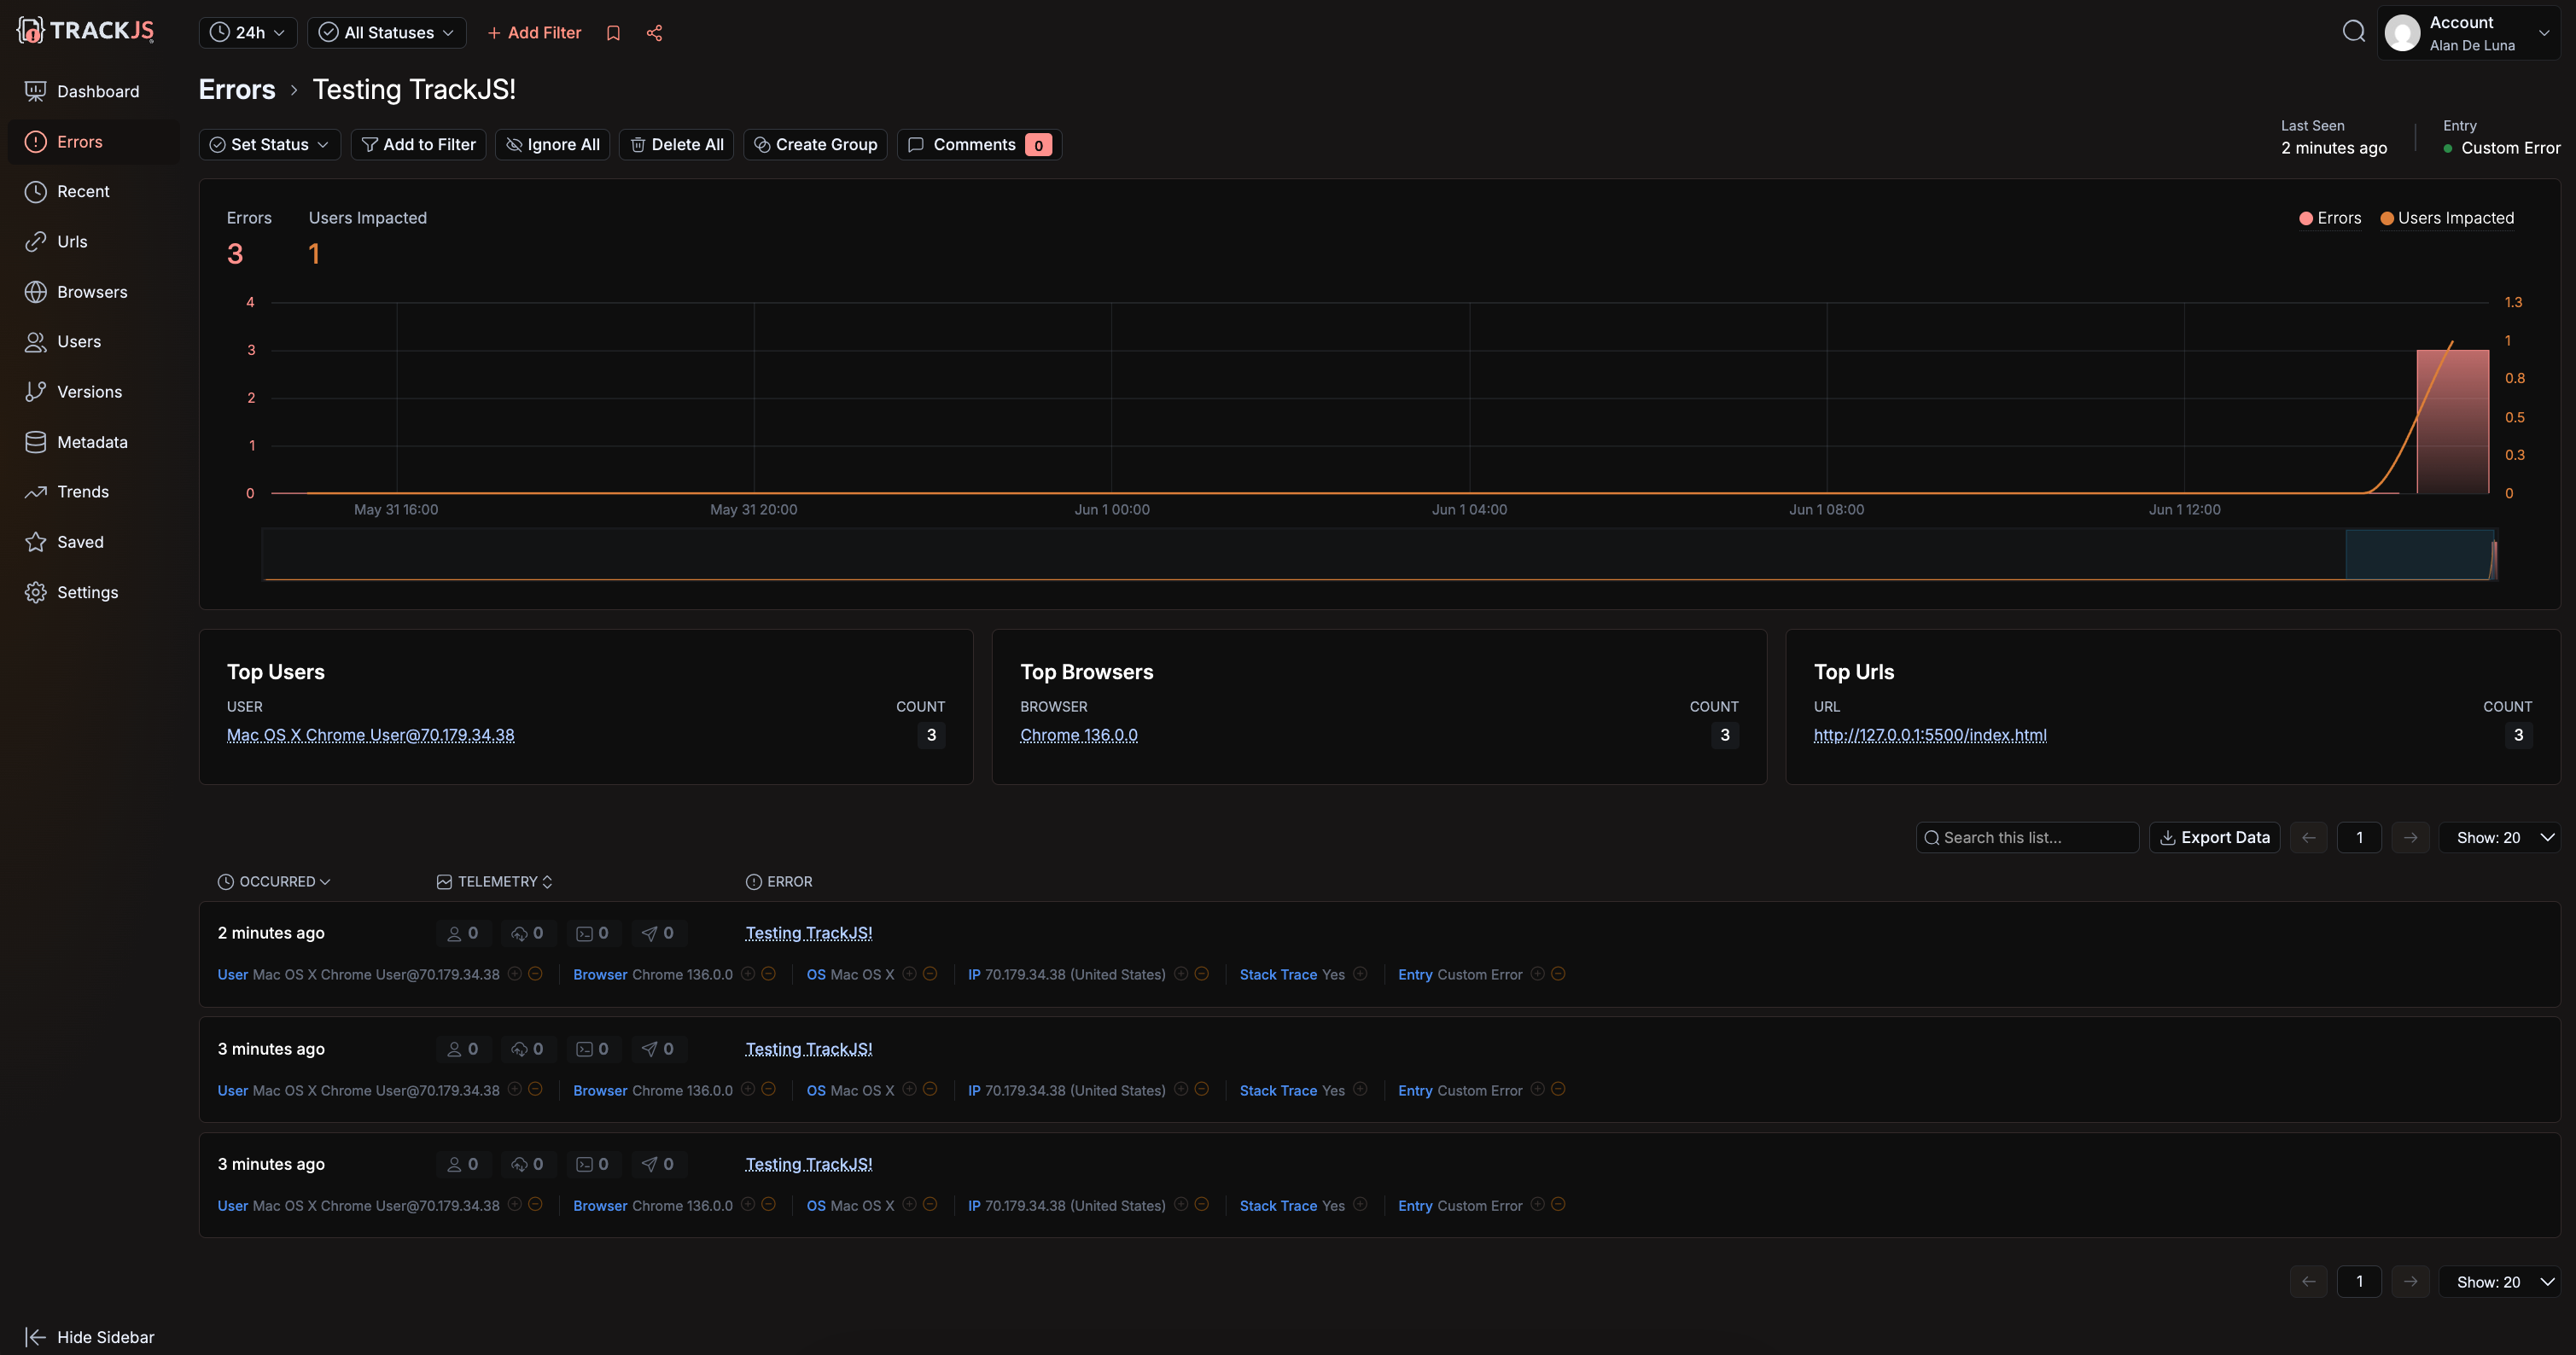 TRACKJS
24h
All Statuses
+ Add Filter
Account
Alan De Luna
Dashboard
Errors
Recent
Urls
Browsers
Users
Versions
Metadata
Trends
Saved
Settings
Hide Sidebar
Errors > Testing TrackJS!
Set Status
Add to Filter
Ignore All
Delete All
Create Group
Comments 0
Last Seen
2 minutes ago
Entry
Custom Error
Errors
3
Users Impacted
1
Errors Users Impacted
4
3
2
1
0
1.3
1
0.8
0.5
0.3
0
May 31 16:00
May 31 20:00
Jun 1 00:00
Jun 1 04:00
Jun 1 08:00
Jun 1 12:00
Top Users
USER COUNT
Mac OS X Chrome User@70.179.34.38 3
Top Browsers
BROWSER COUNT
Chrome 136.0.0 3
Top Urls
URL COUNT
http://127.0.0.1:5500/index.html 3
Search this list...
Export Data
1
Show: 20
OCCURRED TELEMETRY ERROR
2 minutes ago 0 0 0 0 Testing TrackJS!
User Mac OS X Chrome User@70.179.34.38 Browser Chrome 136.0.0 OS Mac OS X IP 70.179.34.38 (United States) Stack Trace Yes Entry Custom Error
3 minutes ago 0 0 0 0 Testing TrackJS!
User Mac OS X Chrome User@70.179.34.38 Browser Chrome 136.0.0 OS Mac OS X IP 70.179.34.38 (United States) Stack Trace Yes Entry Custom Error
3 minutes ago 0 0 0 0 Testing TrackJS!
User Mac OS X Chrome User@70.179.34.38 Browser Chrome 136.0.0 OS Mac OS X IP 70.179.34.38 (United States) Stack Trace Yes Entry Custom Error
1
Show: 20